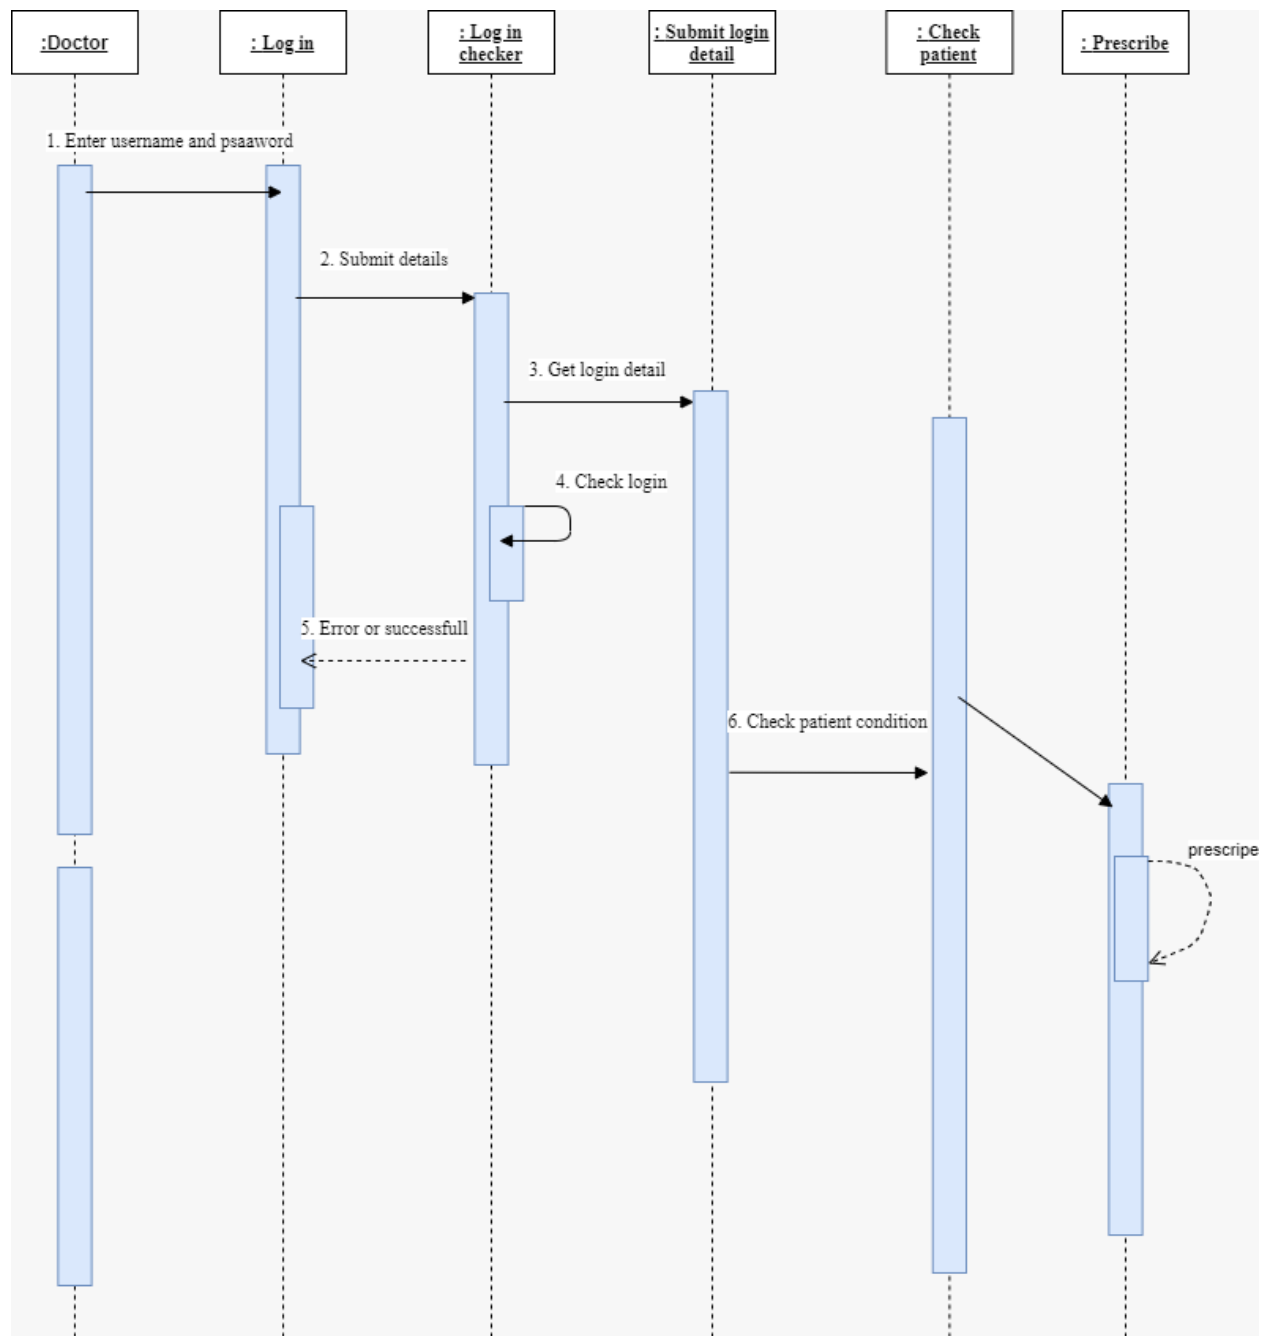 :Doctor
: Log in
: Log in
checker
: Submit login
detail
: Check
patient
: Prescribe
1. Enter username and psaaword
2. Submit details
3. Get login detail
4. Check login
5. Error or successfull
6. Check patient condition
prescripe